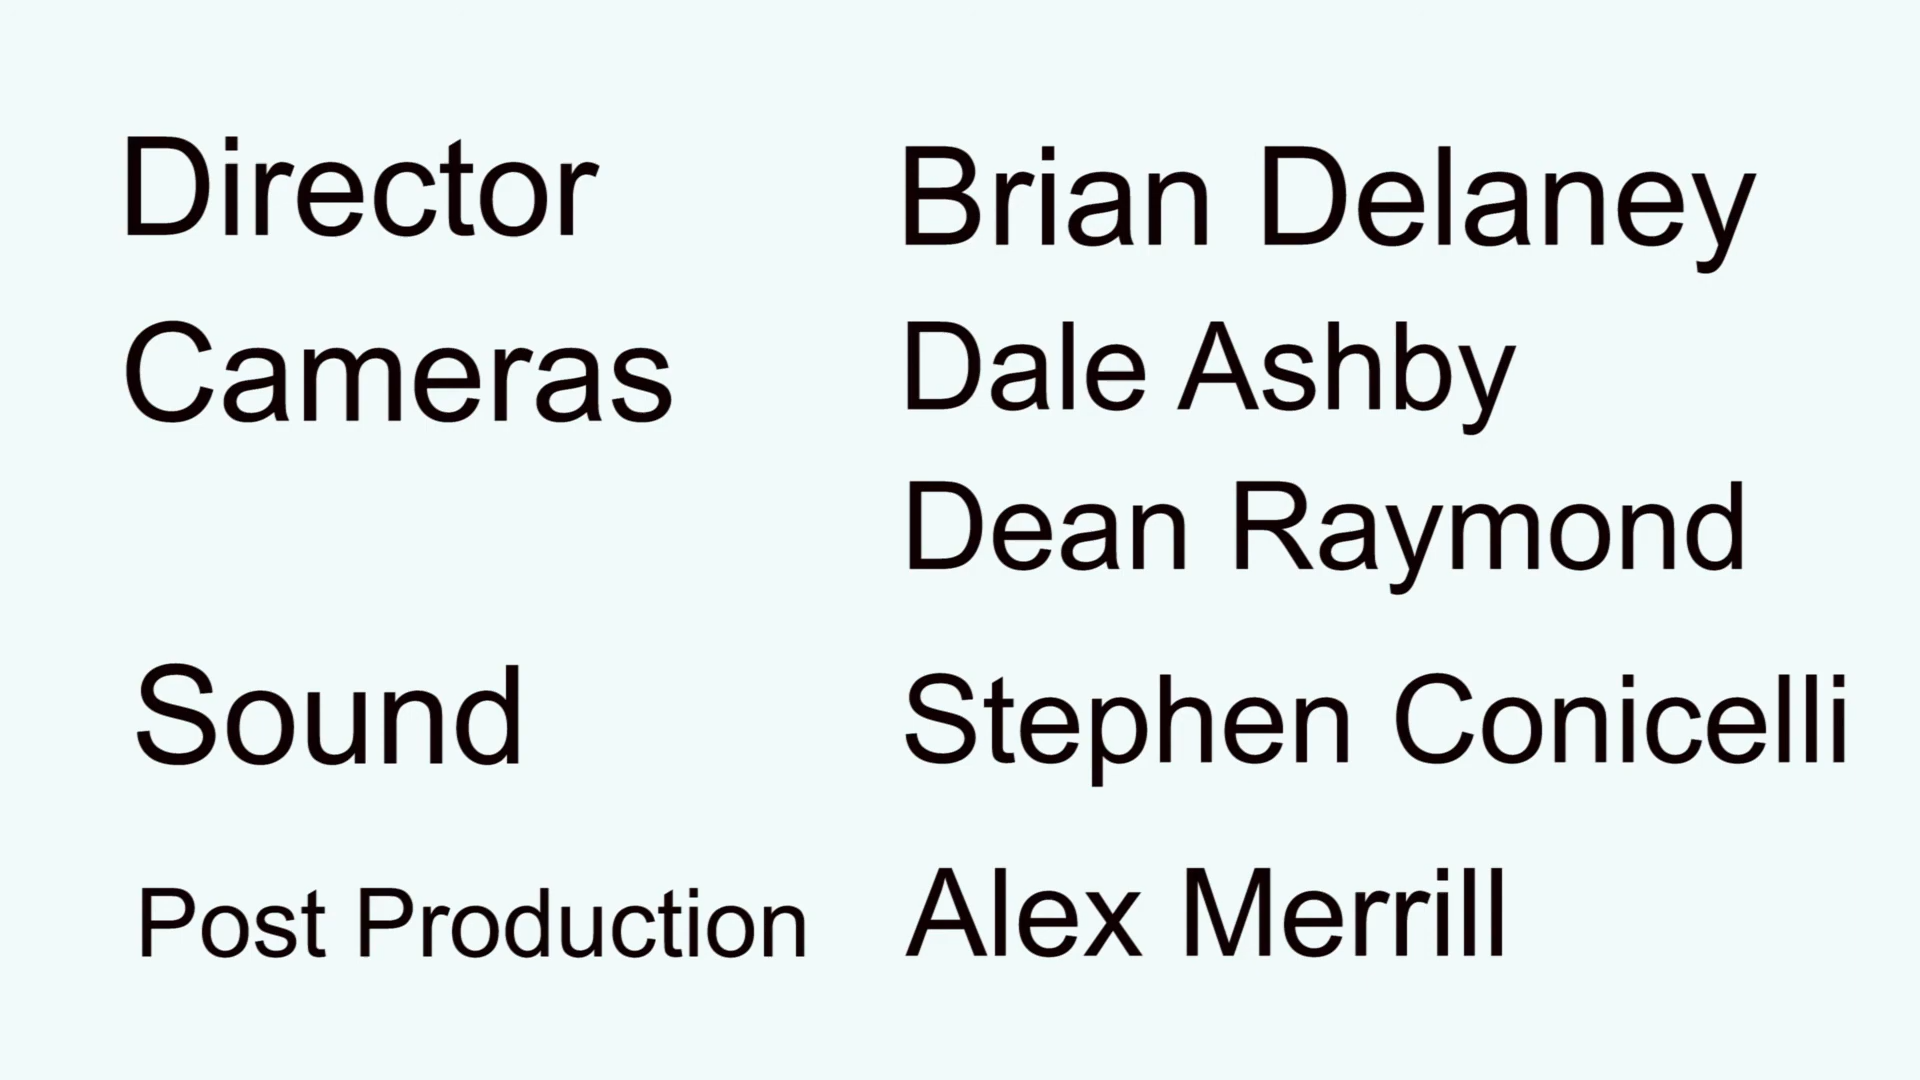 Director Brian Delaney
Cameras Dale Ashby
Dean Raymond
Sound Stephen Conicelli
Post Production Alex Merrill